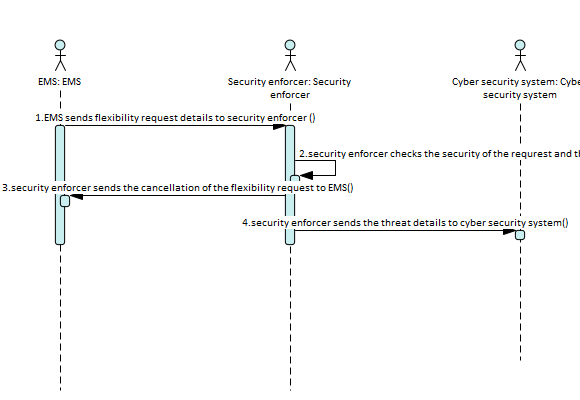 EMS: EMS
Security enforcer: Security
enforcer
Cyber security system: Cybe
security system
1.EMS sends flexibility request details to security enforcer ()
2.security enforcer checks the security of the requrest and th
3.security enforcer sends the cancellation of the flexibility request to EMS()
4.security enforcer sends the threat details to cyber security system()